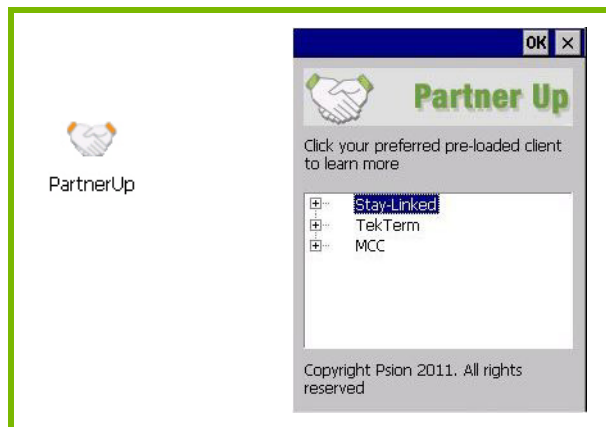 PartnerUp
OK ×
Partner Up
Click your preferred pre-loaded client
to learn more
Stay-Linked
TekTerm
MCC
Copyright Psion 2011. All rights
reserved